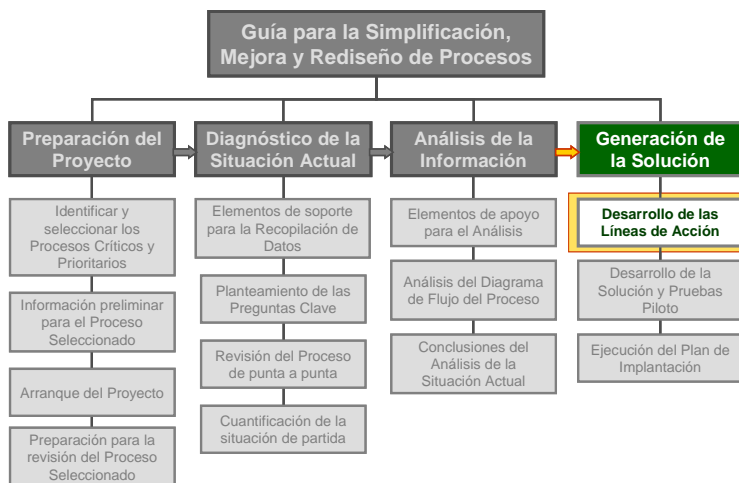 Guía para la Simplificación,
Mejora y Rediseño de Procesos
Preparación del
Proyecto
Identificar y
seleccionar los
Procesos Críticos y
Prioritarios
Información preliminar
para el Proceso
Seleccionado
Arranque del Proyecto
Preparación para la
revisión del Proceso
Seleccionado
Diagnóstico de la
Situación Actual
Elementos de soporte
para la Recopilación de
Datos
Planteamiento de las
Preguntas Clave
Revisión del Proceso
de punta a punta
Cuantificación de la
situación de partida
Análisis de la
Información
Elementos de apoyo
para el Análisis
Análisis del Diagrama
de Flujo del Proceso
Conclusiones del
Análisis de la
Situación Actual
Generación de
la Solución
Desarrollo de las
Líneas de Acción
Desarrollo de la
Solución y Pruebas
Piloto
Ejecución del Plan de
Implantación